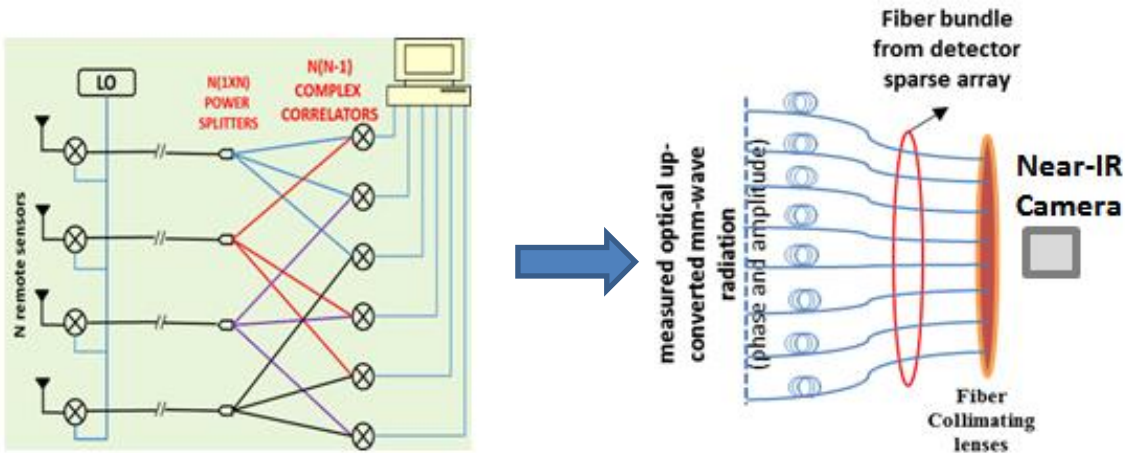 LO
N(1XN)
POWER
SPLITTERS
N(N-1)
COMPLEX
CORRELATORS
N remote sensors
measured optical up-
converted mm-wave
radiation
(phase and amplitude)
Fiber bundle
from detector
sparse array
Near-IR
Camera
Fiber
Collimating
lenses